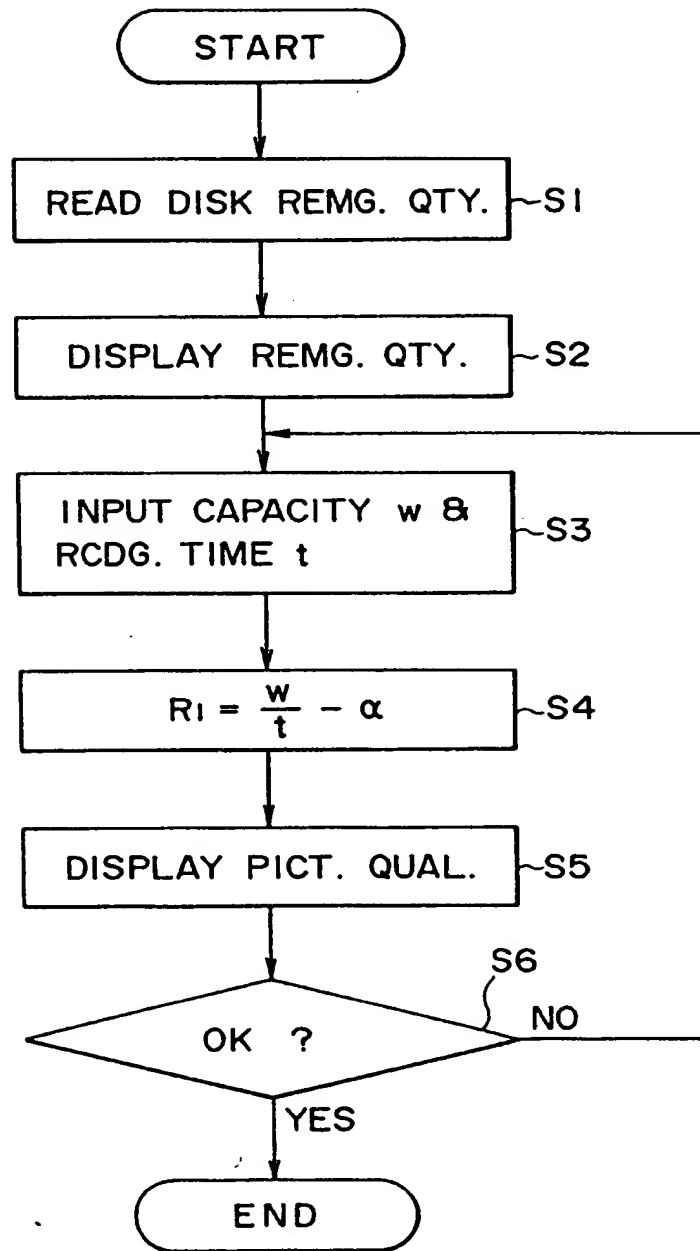 START
READ DISK REMG. QTY. S1
DISPLAY REMG. QTY. S2
INPUT CAPACITY w &
RCDG. TIME t
S3
R1 = w/t - α S4
DISPLAY PICT. QUAL. S5
S6
OK ? NO
YES
END